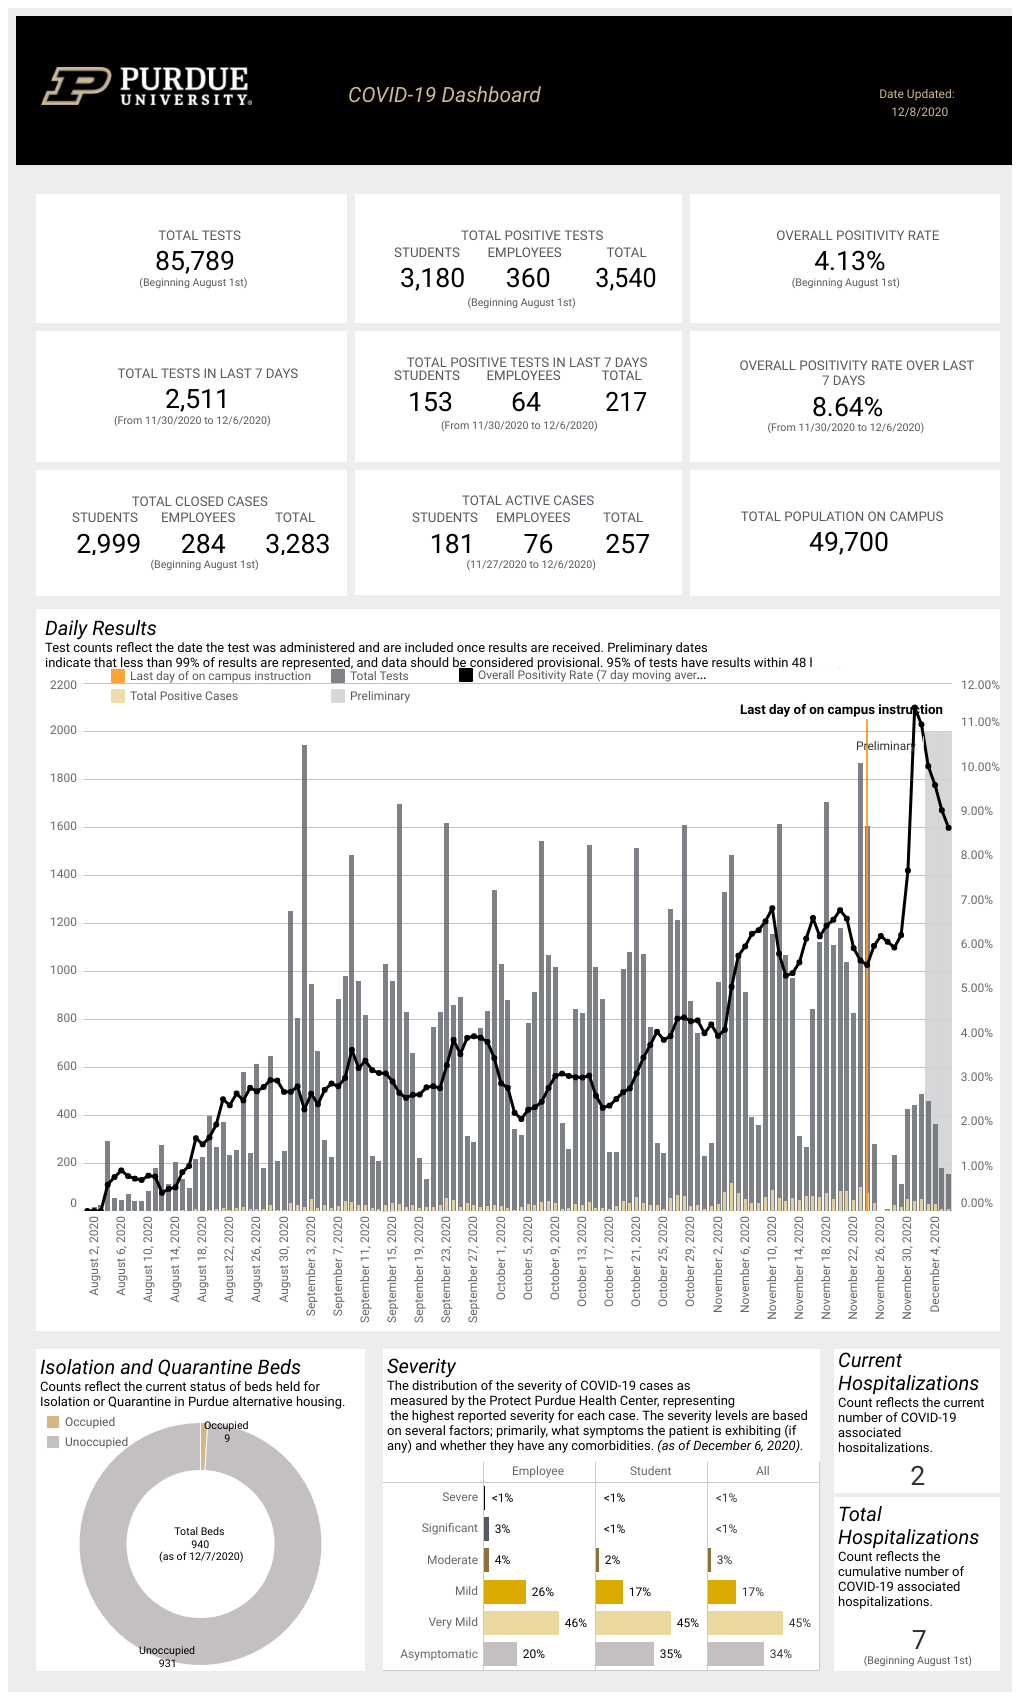 PURDUE
UNIVERSITY.
COVID-19 Dashboard
Date Updated:
12/8/2020
TOTAL TESTS
85,789
(Beginning August 1st)
TOTAL POSITIVE TESTS
STUDENTS EMPLOYEES TOTAL
3,180 360 3,540
(Beginning August 1st)
OVERALL POSITIVITY RATE
4.13%
(Beginning August 1st)
TOTAL TESTS IN LAST 7 DAYS
2,511
(From 11/30/2020 to 12/6/2020)
TOTAL POSITIVE TESTS IN LAST 7 DAYS
STUDENTS EMPLOYEES TOTAL
153 64 217
(From 11/30/2020 to 12/6/2020)
OVERALL POSITIVITY RATE OVER LAST
7 DAYS
8.64%
(From 11/30/2020 to 12/6/2020)
TOTAL CLOSED CASES
STUDENTS EMPLOYEES TOTAL
2,999 284 3,283
(Beginning August 1st)
TOTAL ACTIVE CASES
STUDENTS EMPLOYEES TOTAL
181 76 257
(11/27/2020 to 12/6/2020)
TOTAL POPULATION ON CAMPUS
49,700
Daily Results
Test counts reflect the date the test was administered and are included once results are received. Preliminary dates
indicate that less than 99% of results are represented, and data should be considered provisional. 95% of tests have results within 48
Last day of on campus instruction Total Tests Overall Positivity Rate (7 day moving aver...
Total Positive Cases Preliminary
2200
2000
1800
1600
1400
1200
1000
800
600
400
200
0
12.00%
11.00%
10.00%
9.00%
8.00%
7.00%
6.00%
5.00%
4.00%
3.00%
2.00%
1.00%
0.00%
Last day of on campus instruction
Preliminary
August 2, 2020
August 6, 2020
August 10, 2020
August 14, 2020
August 18, 2020
August 22, 2020
August 26, 2020
August 30, 2020
September 3, 2020
September 7, 2020
September 11, 2020
September 15, 2020
September 19, 2020
September 23, 2020
September 27, 2020
October 1, 2020
October 5, 2020
October 9, 2020
October 13, 2020
October 17, 2020
October 21, 2020
October 25, 2020
October 29, 2020
November 2, 2020
November 6, 2020
November 10, 2020
November 14, 2020
November 18, 2020
November 22, 2020
November 26, 2020
November 30, 2020
December 4, 2020
Isolation and Quarantine Beds
Counts reflect the current status of beds held for
Isolation or Quarantine in Purdue alternative housing.
Occupied
Unoccupied
Occupied
9
Total Beds
940
(as of 12/7/2020)
Unoccupied
931
Severity
The distribution of the severity of COVID-19 cases as
measured by the Protect Purdue Health Center, representing
the highest reported severity for each case. The severity levels are based
on several factors; primarily, what symptoms the patient is exhibiting (if
any) and whether they have any comorbidities. (as of December 6, 2020).
Employee Student All
Severe <1% <1% <1%
Significant 3% <1% <1%
Moderate 4% 2% 3%
Mild 26% 17% 17%
Very Mild 46% 45% 45%
Asymptomatic 20% 35% 34%
Current
Hospitalizations
Count reflects the current
number of COVID-19
associated
hospitalizations.
2
Total
Hospitalizations
Count reflects the
cumulative number of
COVID-19 associated
hospitalizations.
7
(Beginning August 1st)